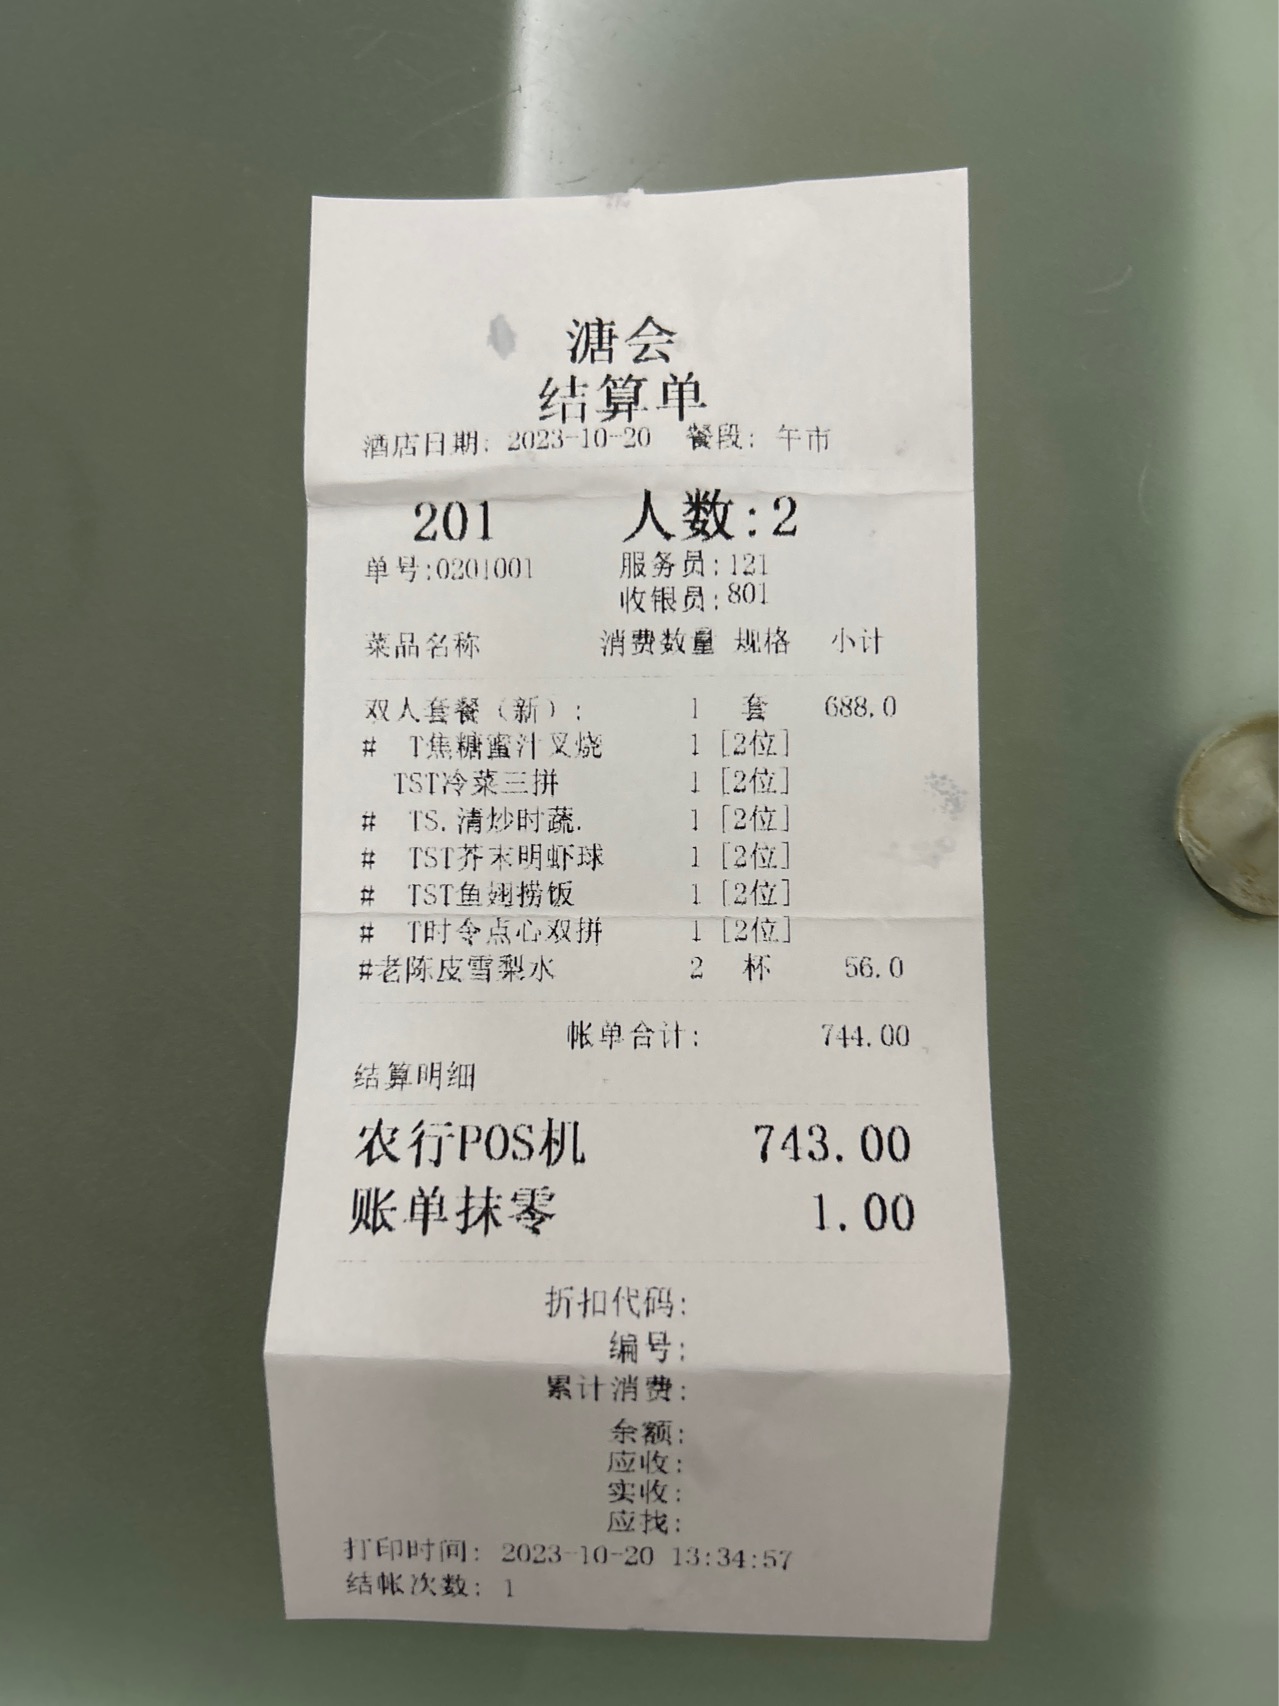 溏会
结算单
酒店日期: 2023-10-20 餐段: 午市
201 人数:2
单号:0201001 服务员:121
收银员:801
菜品名称 消费数量 规格 小计
双人套餐（新）: 1 套 688.0
# T焦糖蜜汁叉烧 1 [2位]
TST冷菜三拼 1 [2位]
# TS.清炒时蔬. 1 [2位]
# TST芥末明虾球 1 [2位]
# TST鱼翅捞饭 1 [2位]
# T时令点心双拼 1 [2位]
#老陈皮雪梨水 2 杯 56.0
帐单合计: 744.00
结算明细
农行POS机 743.00
账单抹零 1.00
折扣代码:
编号:
累计消费:
余额:
应收:
实收:
应找:
打印时间: 2023-10-20 13:34:57
结帐次数: 1